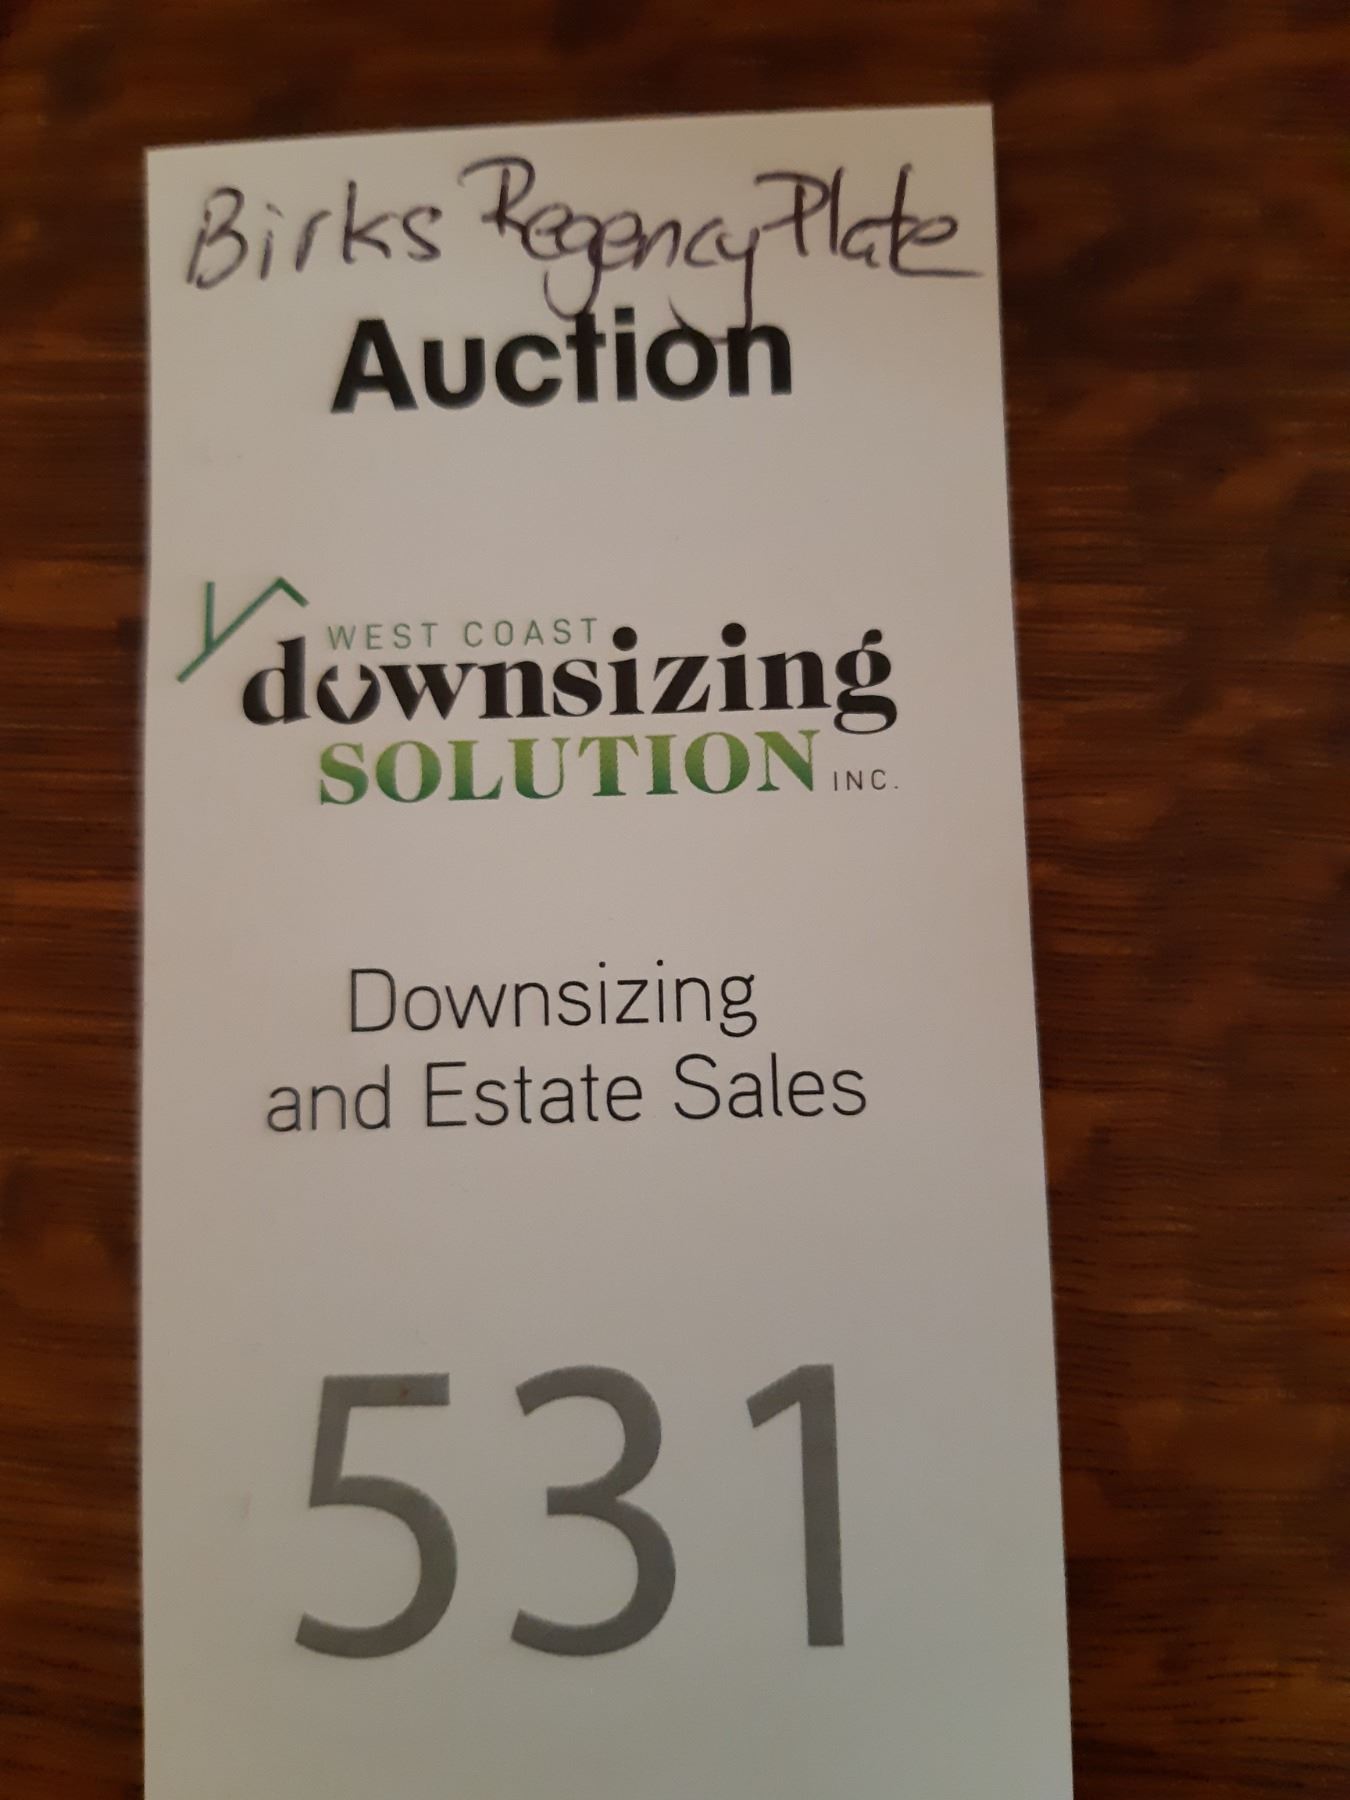 Birks Regency Plate
Auction
WEST COAST
downsizing
SOLUTION INC.
Downsizing
and Estate Sales
531